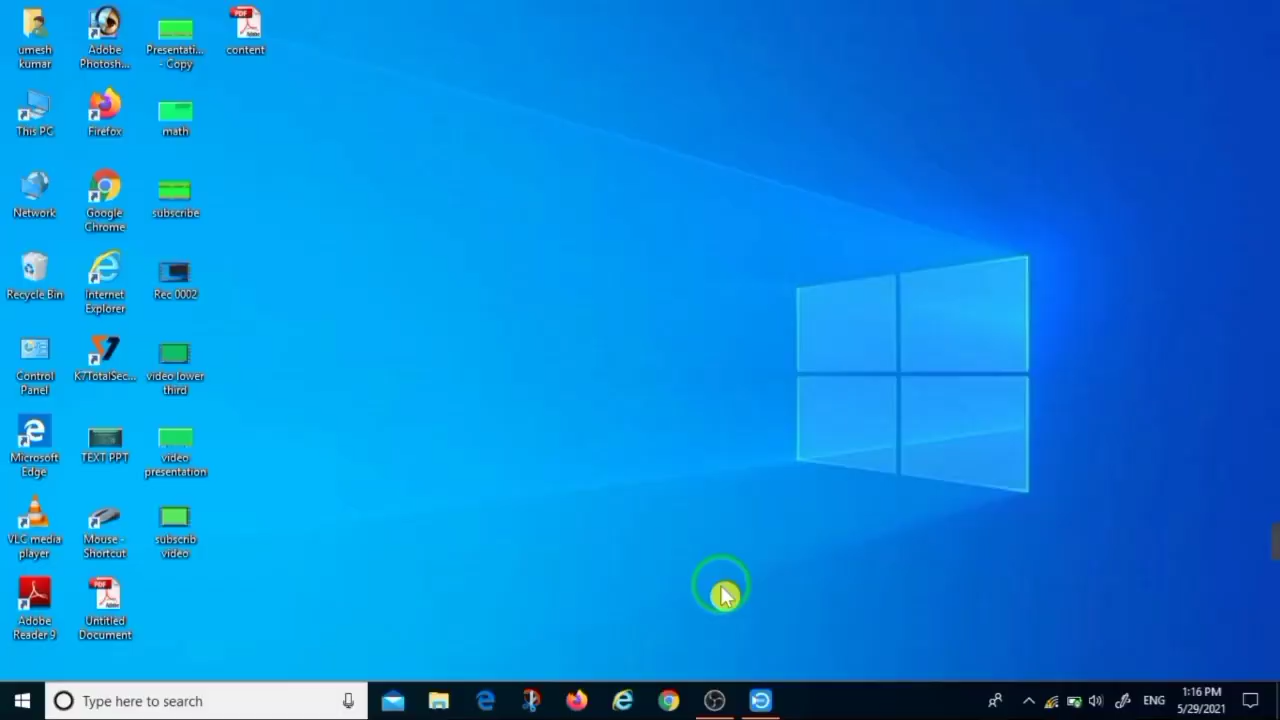 umesh
kumar
Adobe
Photosh...
Presentati...
- Copy
content
This PC
Firefox
math
Network
Google
Chrome
subscribe
Recycle Bin
Internet
Explorer
Rec 0002
Control
Panel
K7TotalSec...
video lower
third
Microsoft
Edge
TEXT PPT
video
presentation
VLC media
player
Mouse -
Shortcut
subscrib
video
Adobe
Reader 9
Untitled
Document
Type here to search
ENG
1:16 PM
5/29/2021